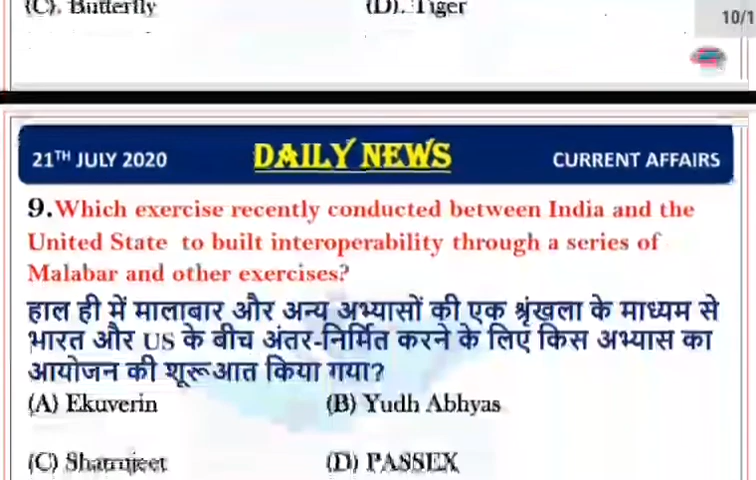 (C). Butterfly (D). Tiger
10/1
21TH JULY 2020 DAILY NEWS CURRENT AFFAIRS
9.Which exercise recently conducted between India and the
United State to built interoperability through a series of
Malabar and other exercises?
हाल ही में मालाबार और अन्य अभ्यासों की एक श्रृंखला के माध्यम से
भारत और US के बीच अंतर-निर्मित करने के लिए किस अभ्यास का
आयोजन की शूरूआत किया गया?
(A) Ekuverin (B) Yudh Abhyas
(C) Shatrujeet (D) PASSEX